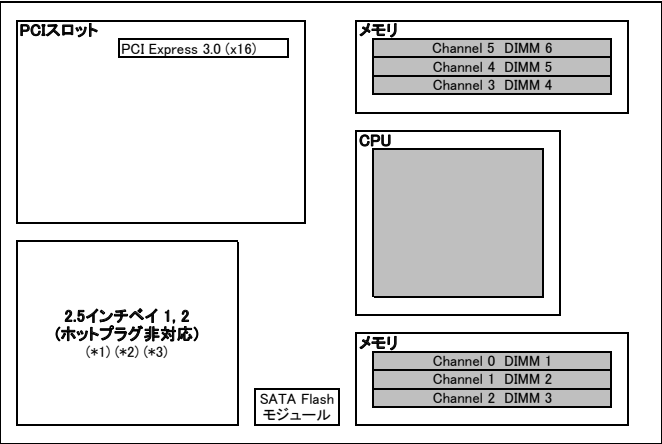 PCIスロット
PCI Express 3.0 (x16)
メモリ
Channel 5 DIMM 6
Channel 4 DIMM 5
Channel 3 DIMM 4
CPU
2.5インチベイ 1, 2
(ホットプラグ非対応)
(*1) (*2) (*3)
SATA Flash
モジュール
メモリ
Channel 0 DIMM 1
Channel 1 DIMM 2
Channel 2 DIMM 3